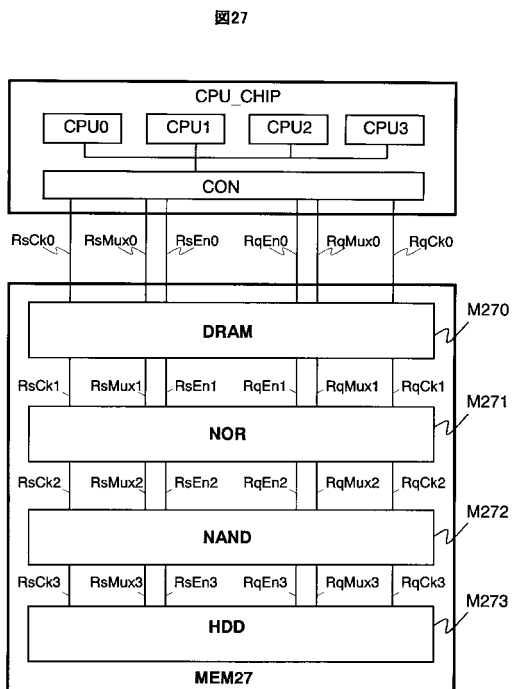 図27
CPU_CHIP
CPU0 CPU1 CPU2 CPU3
CON
RsCk0 RsMux0 RsEn0 RqEn0 RqMux0 RqCk0
M270
DRAM
RsCk1 RsMux1 RsEn1 RqEn1 RqMux1 RqCk1
M271
NOR
RsCk2 RsMux2 RsEn2 RqEn2 RqMux2 RqCk2
M272
NAND
RsCk3 RsMux3 RsEn3 RqEn3 RqMux3 RqCk3
M273
HDD
MEM27